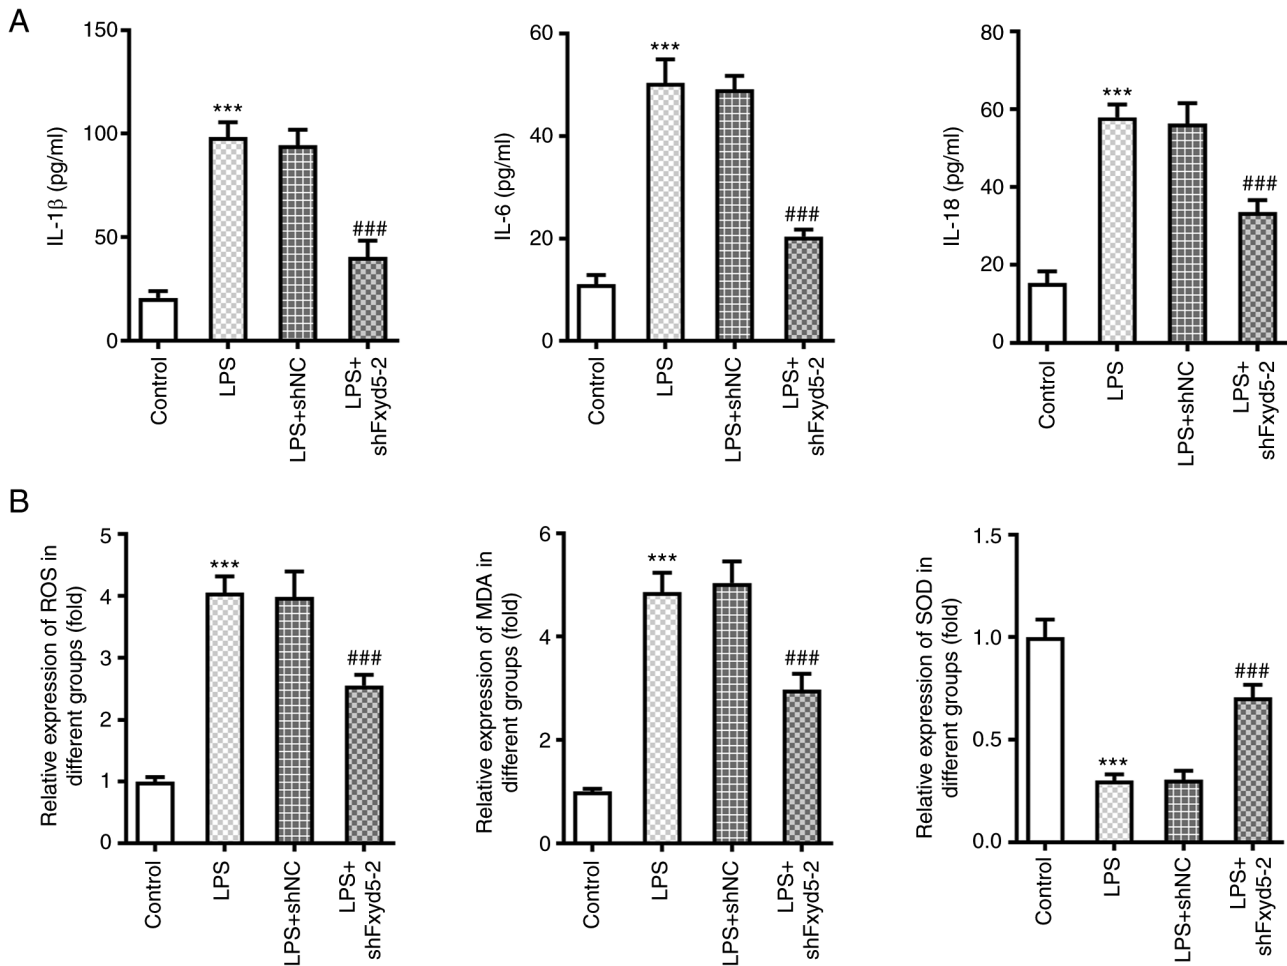 A
IL-1β (pg/ml)
150
100
50
0
***
###
Control
LPS
LPS+shNC
LPS+
shFxyd5-2
IL-6 (pg/ml)
60
40
20
0
***
###
Control
LPS
LPS+shNC
LPS+
shFxyd5-2
IL-18 (pg/ml)
80
60
40
20
0
***
###
Control
LPS
LPS+shNC
LPS+
shFxyd5-2
B
Relative expression of ROS in
different groups (fold)
5
4
3
2
1
0
***
###
Control
LPS
LPS+shNC
LPS+
shFxyd5-2
Relative expression of MDA in
different groups (fold)
6
4
2
0
***
###
Control
LPS
LPS+shNC
LPS+
shFxyd5-2
Relative expression of SOD in
different groups (fold)
1.5
1.0
0.5
0.0
***
###
Control
LPS
LPS+shNC
LPS+
shFxyd5-2